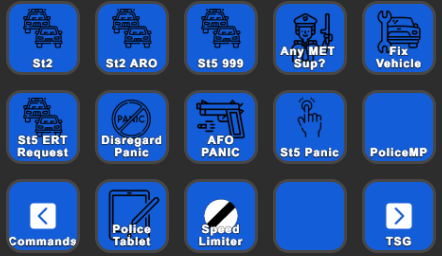 St2
St2 ARO
St5 999
Any MET
Sup?
Fix
Vehicle
St5 ERT
Request
PANIC
Disregard
Panic
AFO
PANIC
St5 Panic
PoliceMP
Commands
Police
Tablet
Speed
Limiter
TSG